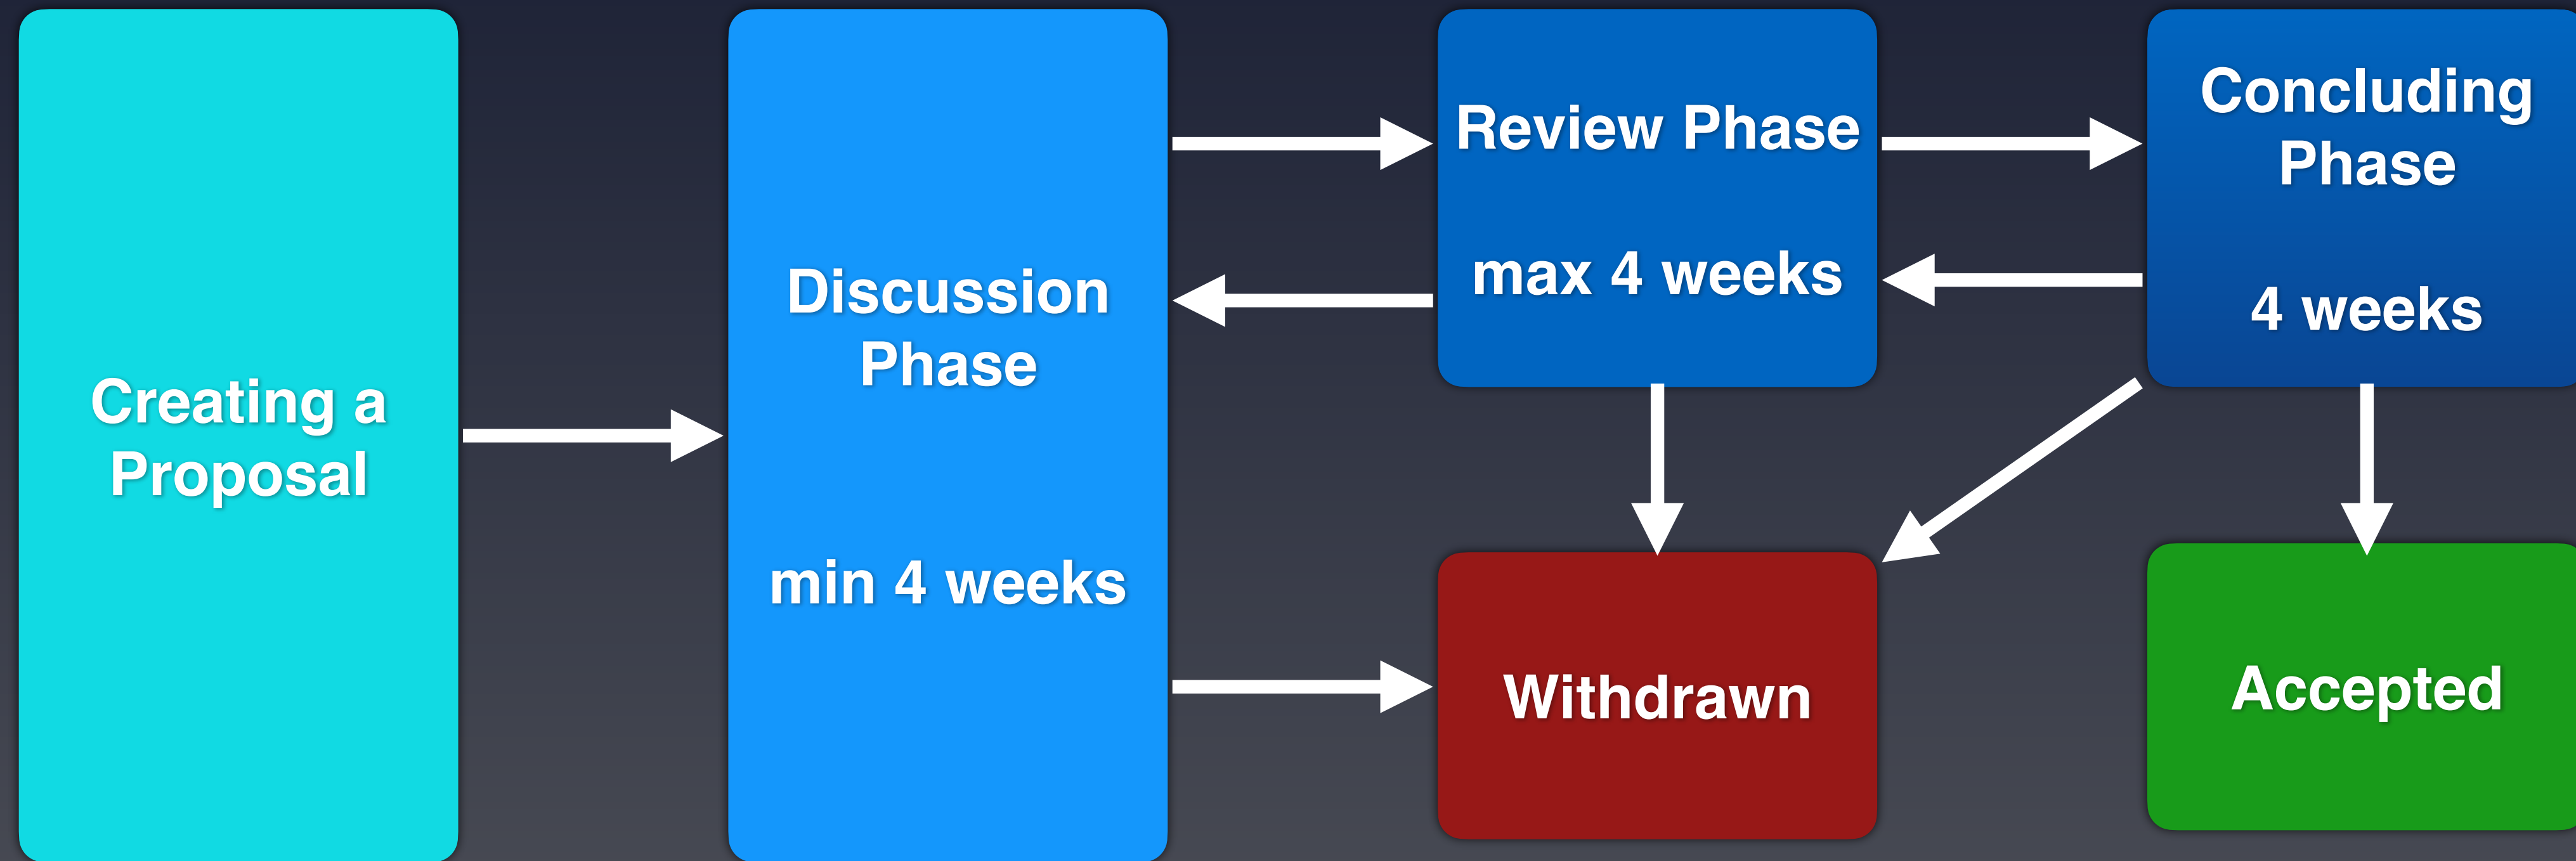 Creating a
Proposal
Discussion
Phase
min 4 weeks
Review Phase
max 4 weeks
Concluding
Phase
4 weeks
Withdrawn
Accepted